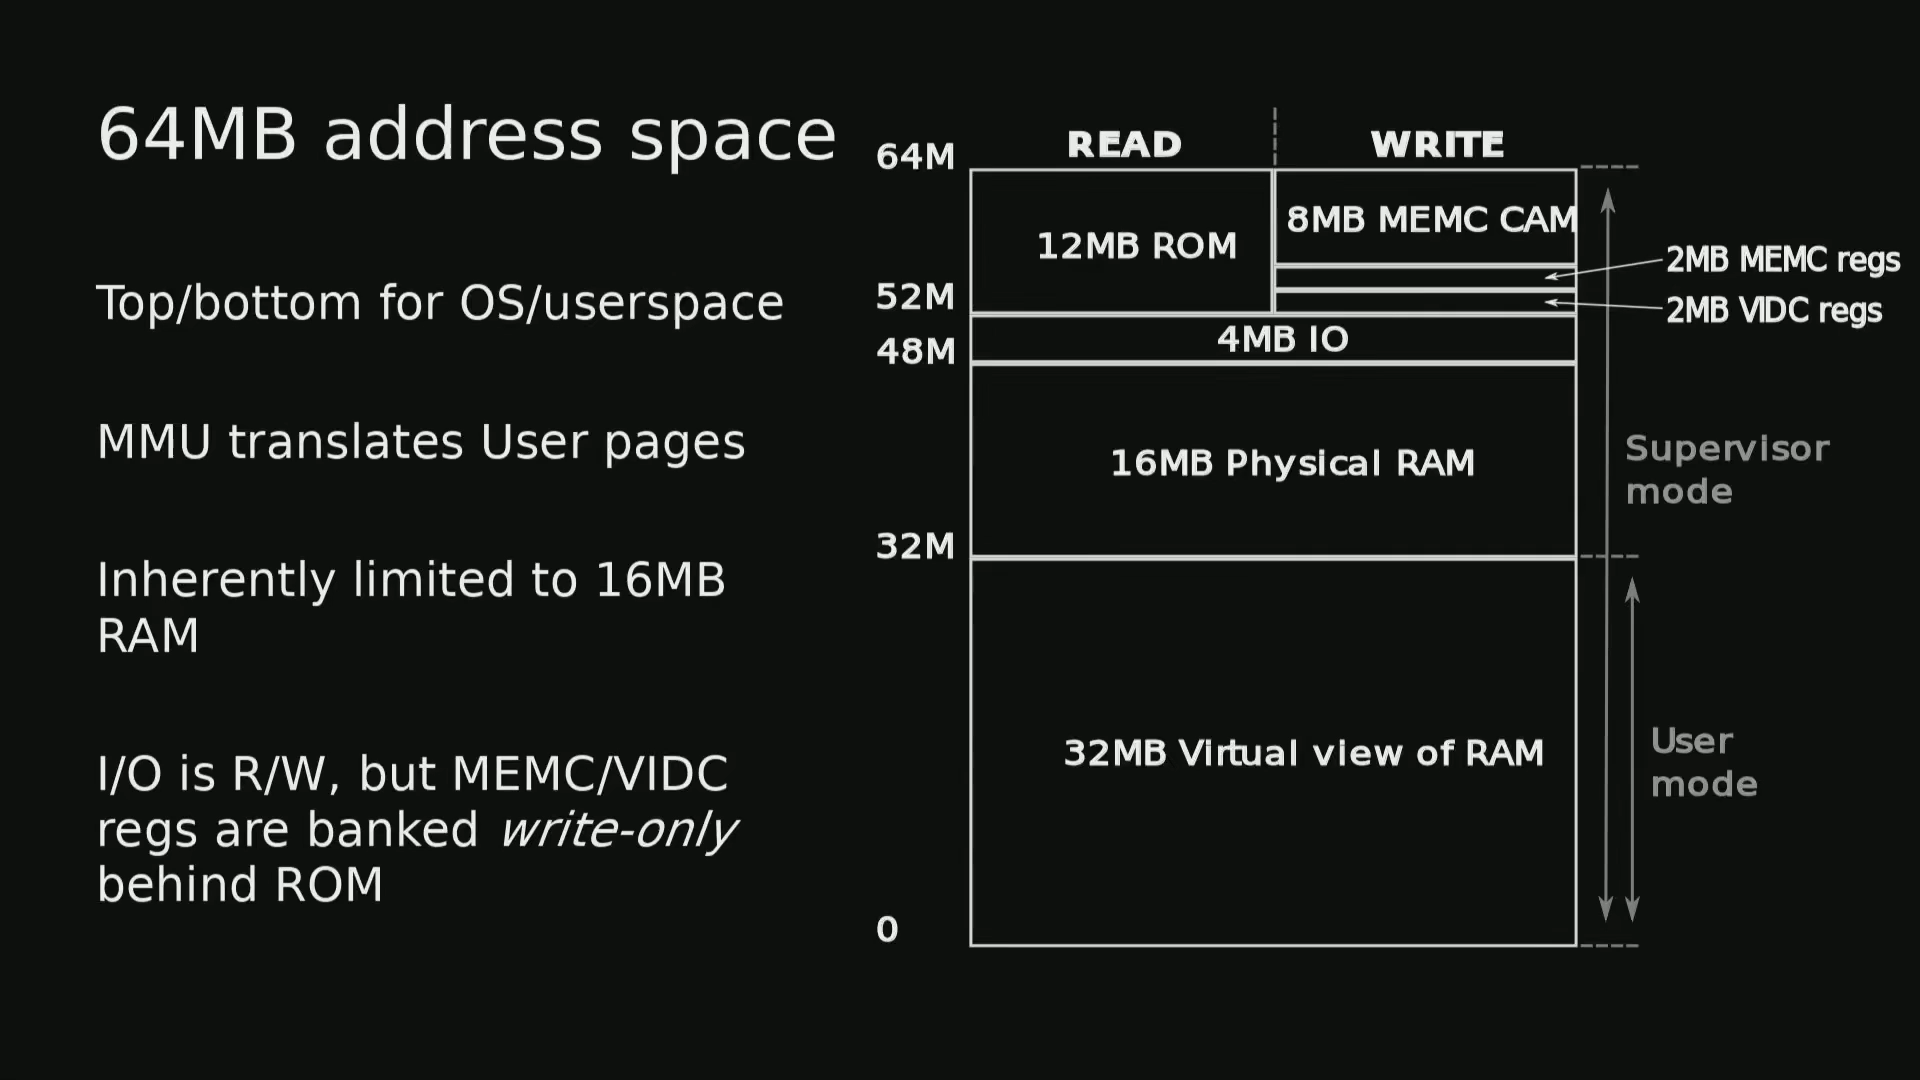 64MB address space
Top/bottom for OS/userspace
MMU translates User pages
Inherently limited to 16MB
RAM
I/O is R/W, but MEMC/VIDC
regs are banked write-only
behind ROM
READ
WRITE
64M
12MB ROM
8MB MEMC CAM
2MB MEMC regs
2MB VIDC regs
52M
4MB IO
48M
16MB Physical RAM
Supervisor
mode
32M
32MB Virtual view of RAM
User
mode
0